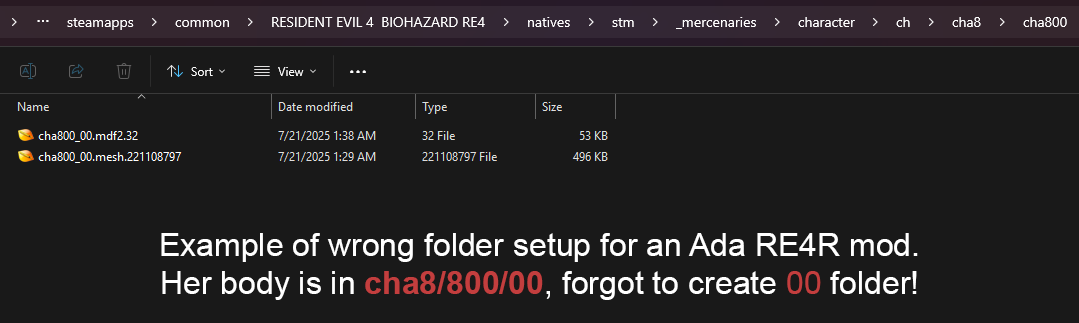 steamapps > common > RESIDENT EVIL 4 BIOHAZARD RE4 > natives > stm > _mercenaries > character > ch > cha8 > cha800
Sort View
Name Date modified Type Size
cha800_00.mdf2.32 7/21/2025 1:38 AM 32 File 53 KB
cha800_00.mesh.221108797 7/21/2025 1:29 AM 221108797 File 496 KB
Example of wrong folder setup for an Ada RE4R mod.
Her body is in cha8/800/00, forgot to create 00 folder!